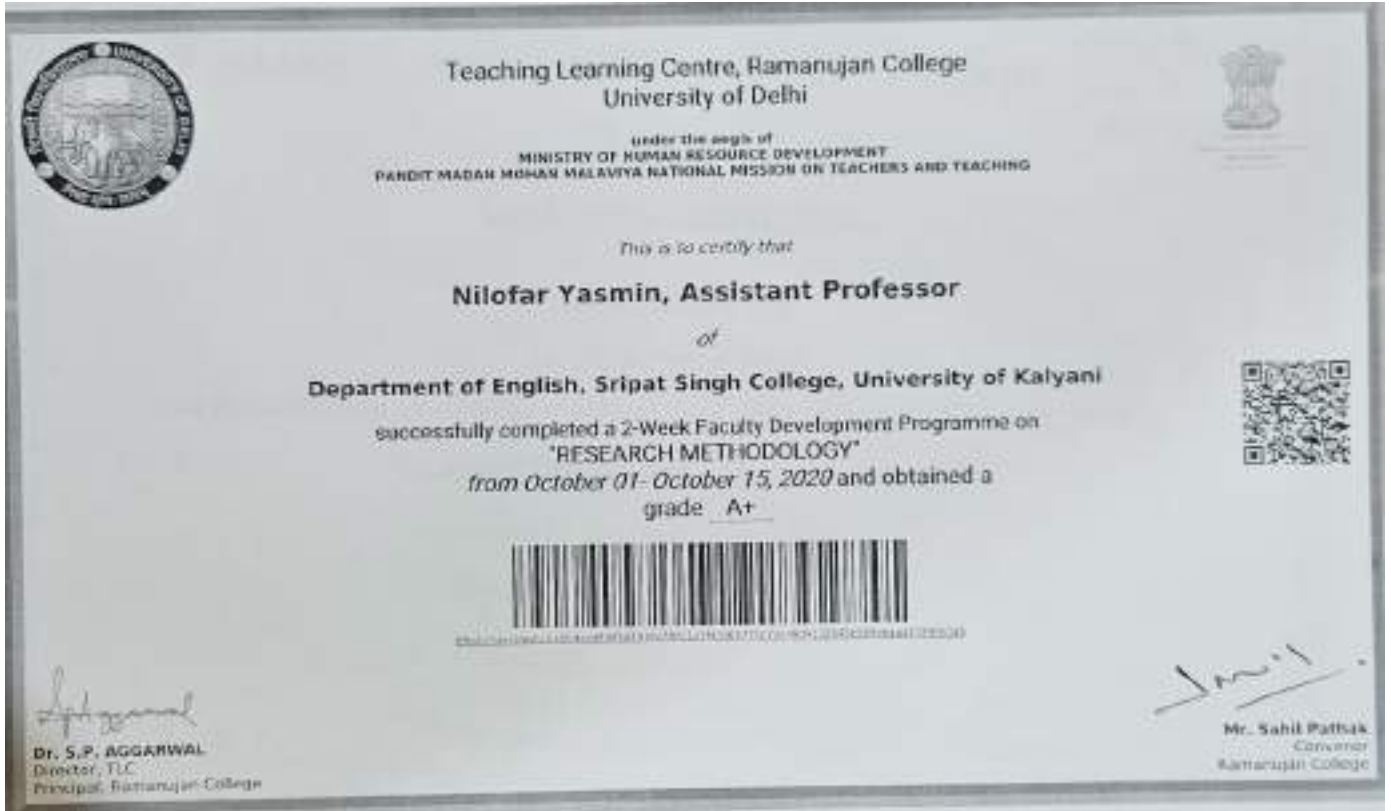 UNIVERSITY OF DELHI
Teaching Learning Centre, Ramanujan College
University of Delhi
under the aegis of
MINISTRY OF HUMAN RESOURCE DEVELOPMENT
PANDIT MADAN MOHAN MALAVIYA NATIONAL MISSION ON TEACHERS AND TEACHING
This is to certify that
Nilofar Yasmin, Assistant Professor
of
Department of English, Sripat Singh College, University of Kalyani
successfully completed a 2-Week Faculty Development Programme on
"RESEARCH METHODOLOGY"
from October 01- October 15, 2020 and obtained a
grade A+
Dr. S.P. AGGARWAL
Director, TLC
Principal, Ramanujan College
Mr. Sahil Pathak
Convenor
Ramanujan College